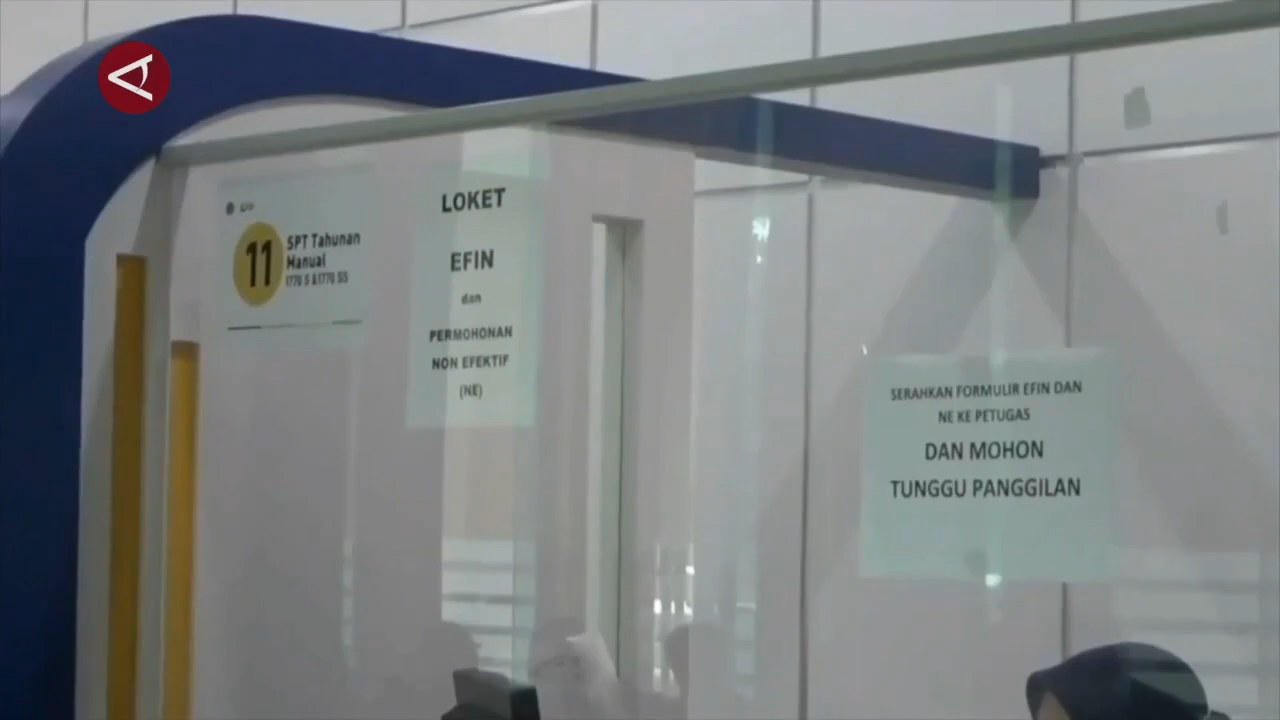 11
SPT Tahunan
Manual
1770 S &1770 SS
LOKET
EFIN
dan
PERMOHONAN
NON EFEKTIF
(NE)
SERAHKAN FORMULIR EFIN DAN
NE KE PETUGAS
DAN MOHON
TUNGGU PANGGILAN